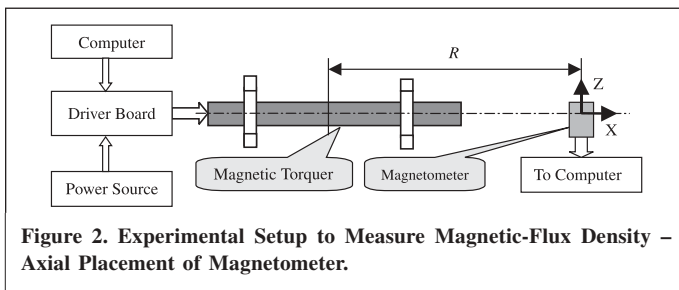 Computer
R
Z
Driver Board
X
Magnetic Torquer
Magnetometer
Power Source
To Computer
Figure 2. Experimental Setup to Measure Magnetic-Flux Density –
Axial Placement of Magnetometer.